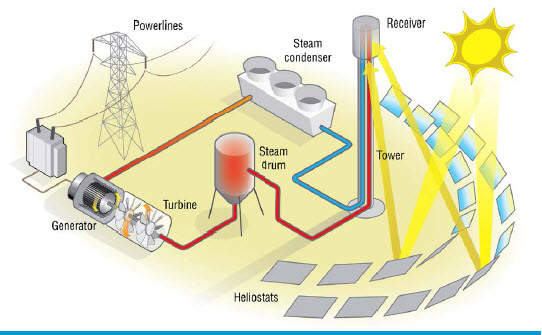 Powerlines
Receiver
Steam
condenser
Steam
drum
Tower
Turbine
Generator
Heliostats